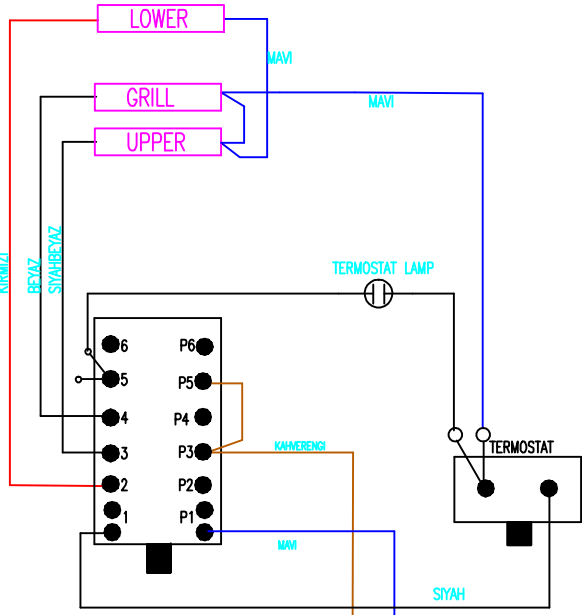 LOWER
MAVI
GRILL
MAVI
UPPER
KIRMIZI
BEYAZ
SIYAHBEYAZ
TERMOSTAT LAMP
6 P6
5 P5
4 P4
3 P3
KAHVERENGI
TERMOSTAT
2 P2
1 P1
MAVI
SIYAH